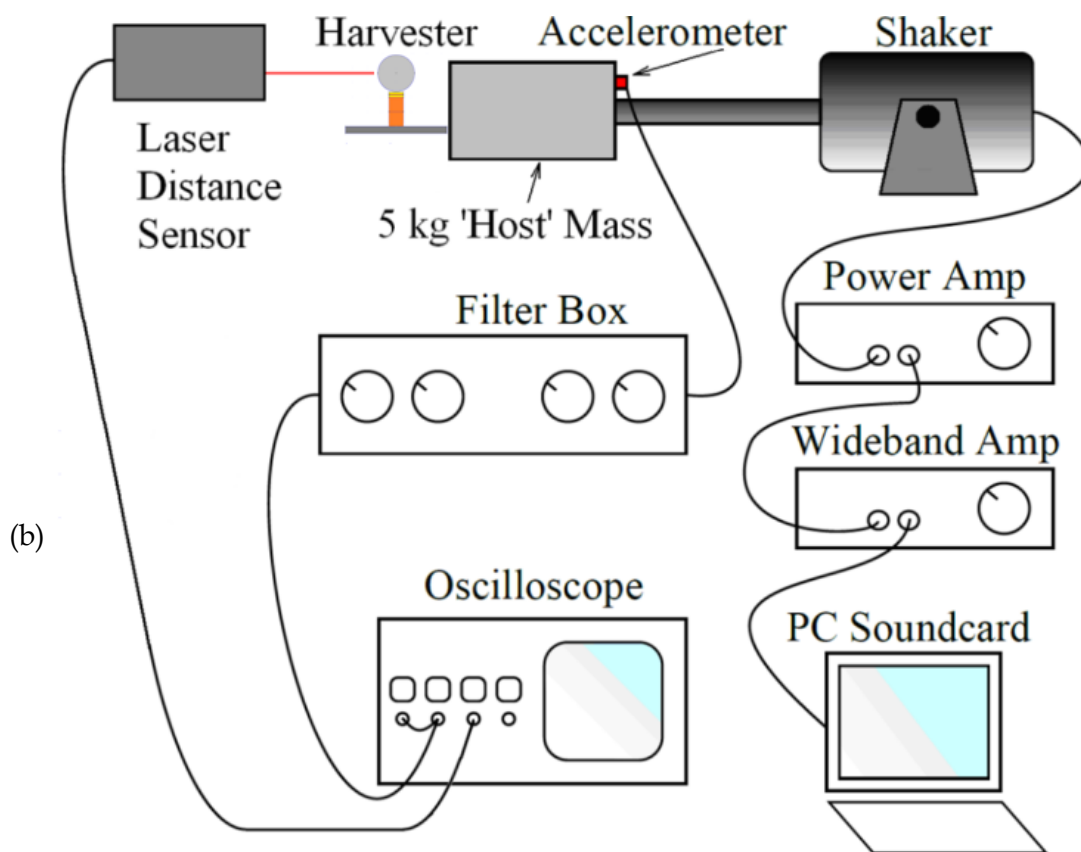 Harvester
Accelerometer
Shaker
Laser
Distance
Sensor
5 kg 'Host' Mass
Power Amp
Filter Box
Wideband Amp
(b)
Oscilloscope
PC Soundcard